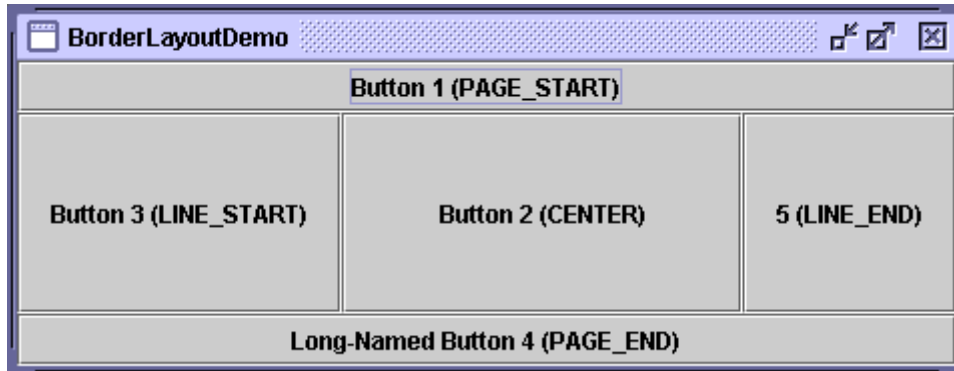 BorderLayoutDemo
Button 1 (PAGE_START)
Button 3 (LINE_START)
Button 2 (CENTER)
5 (LINE_END)
Long-Named Button 4 (PAGE_END)